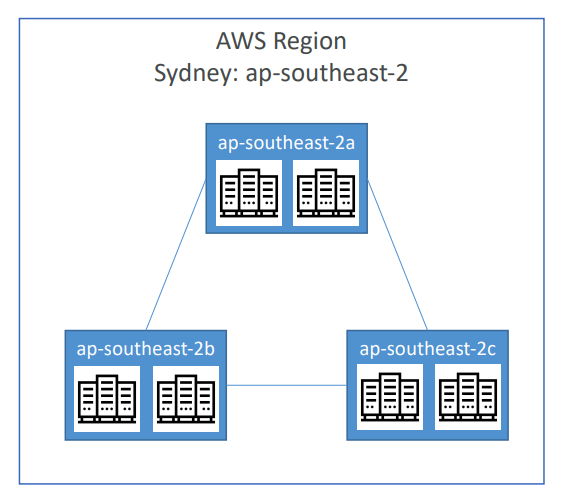 AWS Region
Sydney: ap-southeast-2
ap-southeast-2a
ap-southeast-2b
ap-southeast-2c